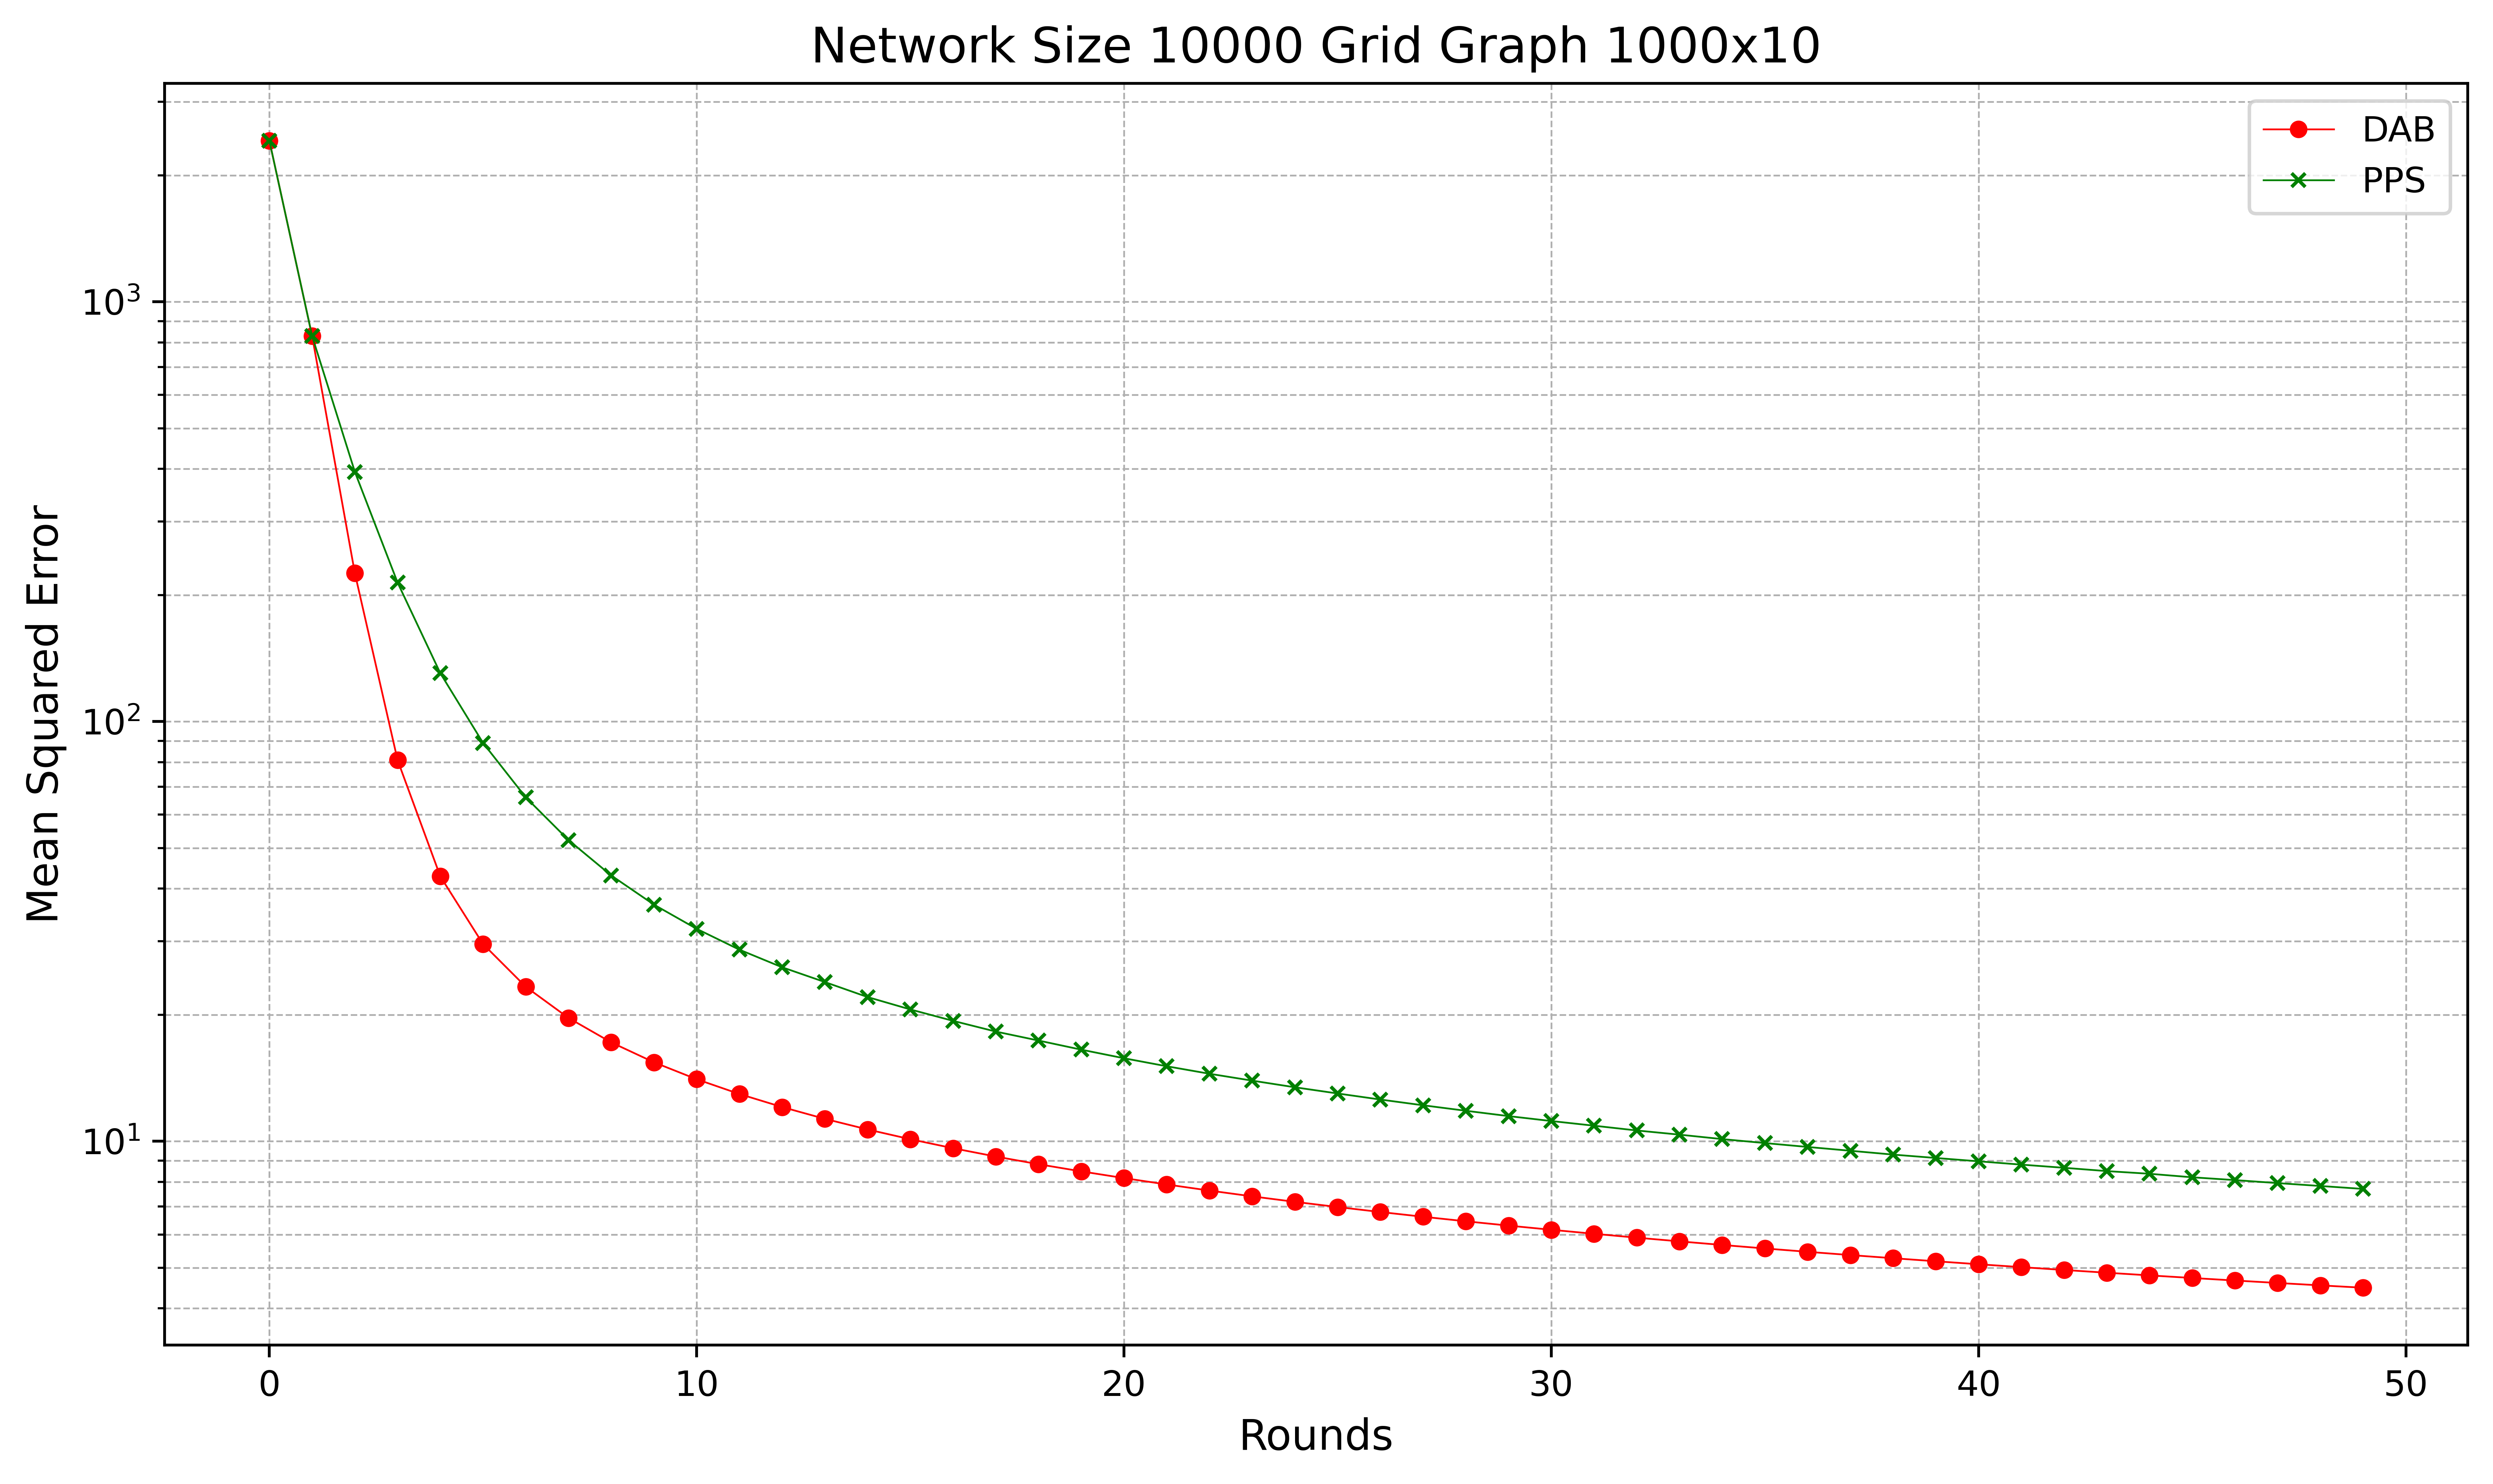 Network Size 10000 Grid Graph 1000x10
DAB
PPS
Mean Squared Error
10³
10²
10¹
0 10 20 30 40 50
Rounds